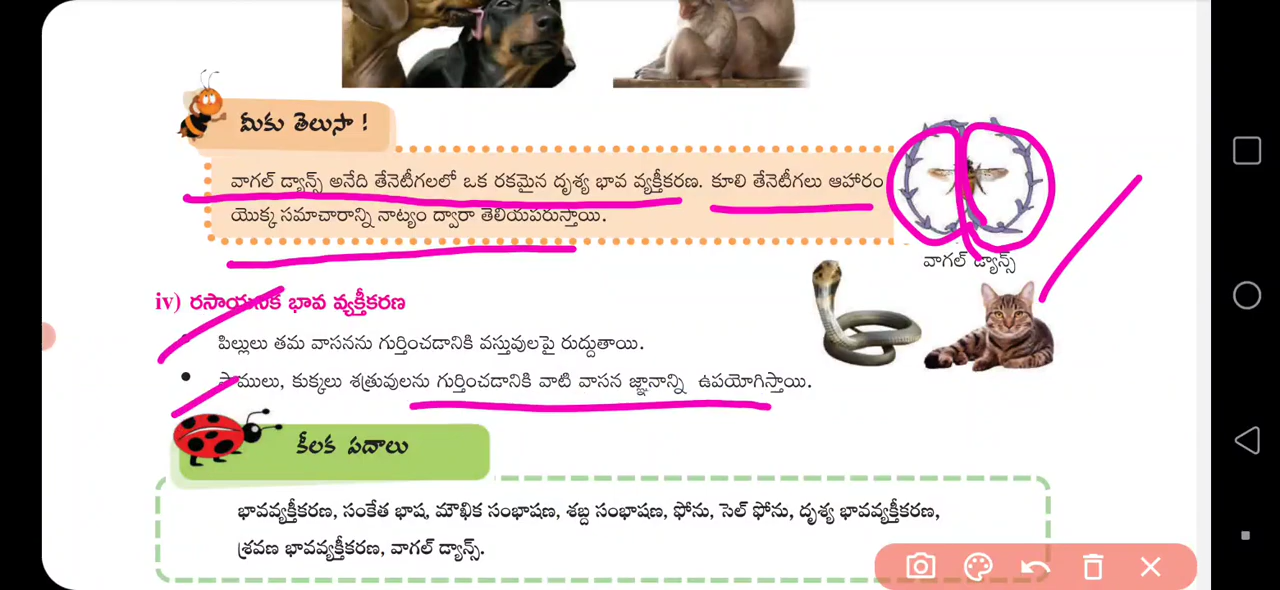 మీకు తెలుసా !
వాగల్ డ్యాన్స్ అనేది తేనెటీగలలో ఒక రకమైన దృశ్య భావ వ్యక్తీకరణ. కూలి తేనెటీగలు ఆహారం
యొక్క సమాచారాన్ని నాట్యం ద్వారా తెలియపరుస్తాయి.
వాగల్ డ్యాన్స్
iv) రసాయనిక భావ వ్యక్తీకరణ
పిల్లులు తమ వాసనను గుర్తించడానికి వస్తువులపై రుద్దుతాయి.
• పాములు, కుక్కలు శత్రువులను గుర్తించడానికి వాటి వాసన జ్ఞానాన్ని ఉపయోగిస్తాయి.
కీలక పదాలు
భావవ్యక్తీకరణ, సంకేత భాష, మౌఖిక సంభాషణ, శబ్ద సంభాషణ, ఫోను, సెల్ ఫోను, దృశ్య భావవ్యక్తీకరణ,
శ్రవణ భావవ్యక్తీకరణ, వాగల్ డ్యాన్స్.